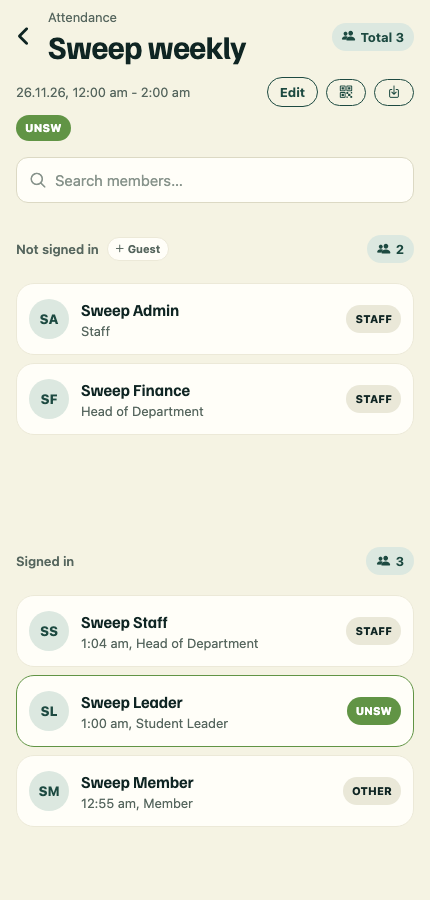 Attendance
Sweep weekly
Total 3
26.11.26, 12:00 am - 2:00 am
Edit
UNSW
Search members...
Not signed in
+ Guest
2
SA
Sweep Admin
Staff
STAFF
SF
Sweep Finance
Head of Department
STAFF
Signed in
3
SS
Sweep Staff
1:04 am, Head of Department
STAFF
SL
Sweep Leader
1:00 am, Student Leader
UNSW
SM
Sweep Member
12:55 am, Member
OTHER